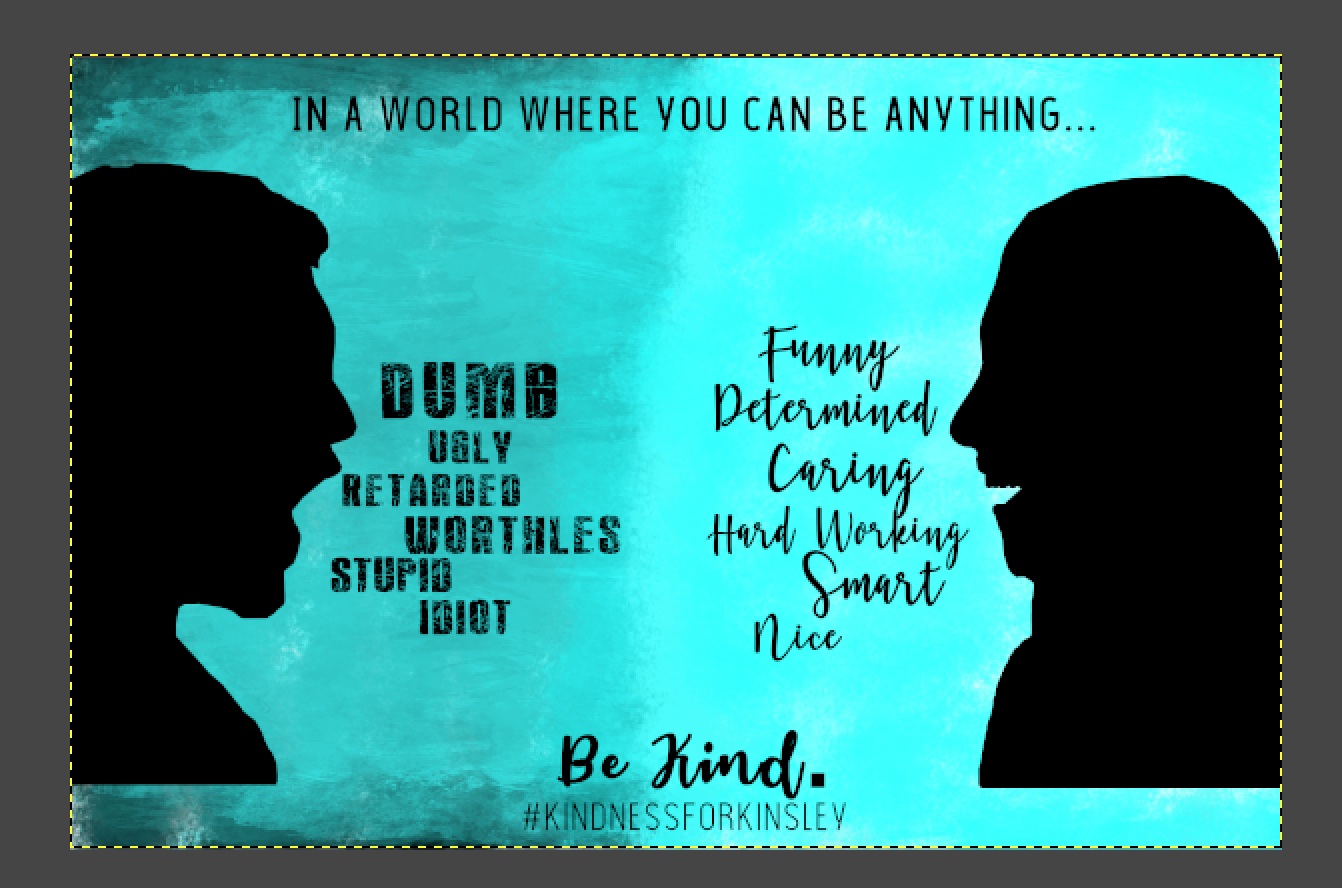 IN A WORLD WHERE YOU CAN BE ANYTHING...
DUMB
UGLY
RETARDED
WORTHLES
STUPID
IDIOT
Funny
Determined
Caring
Hard Working
Smart
Nice
Be Kind.
#KINDNESSFORKINSLEY